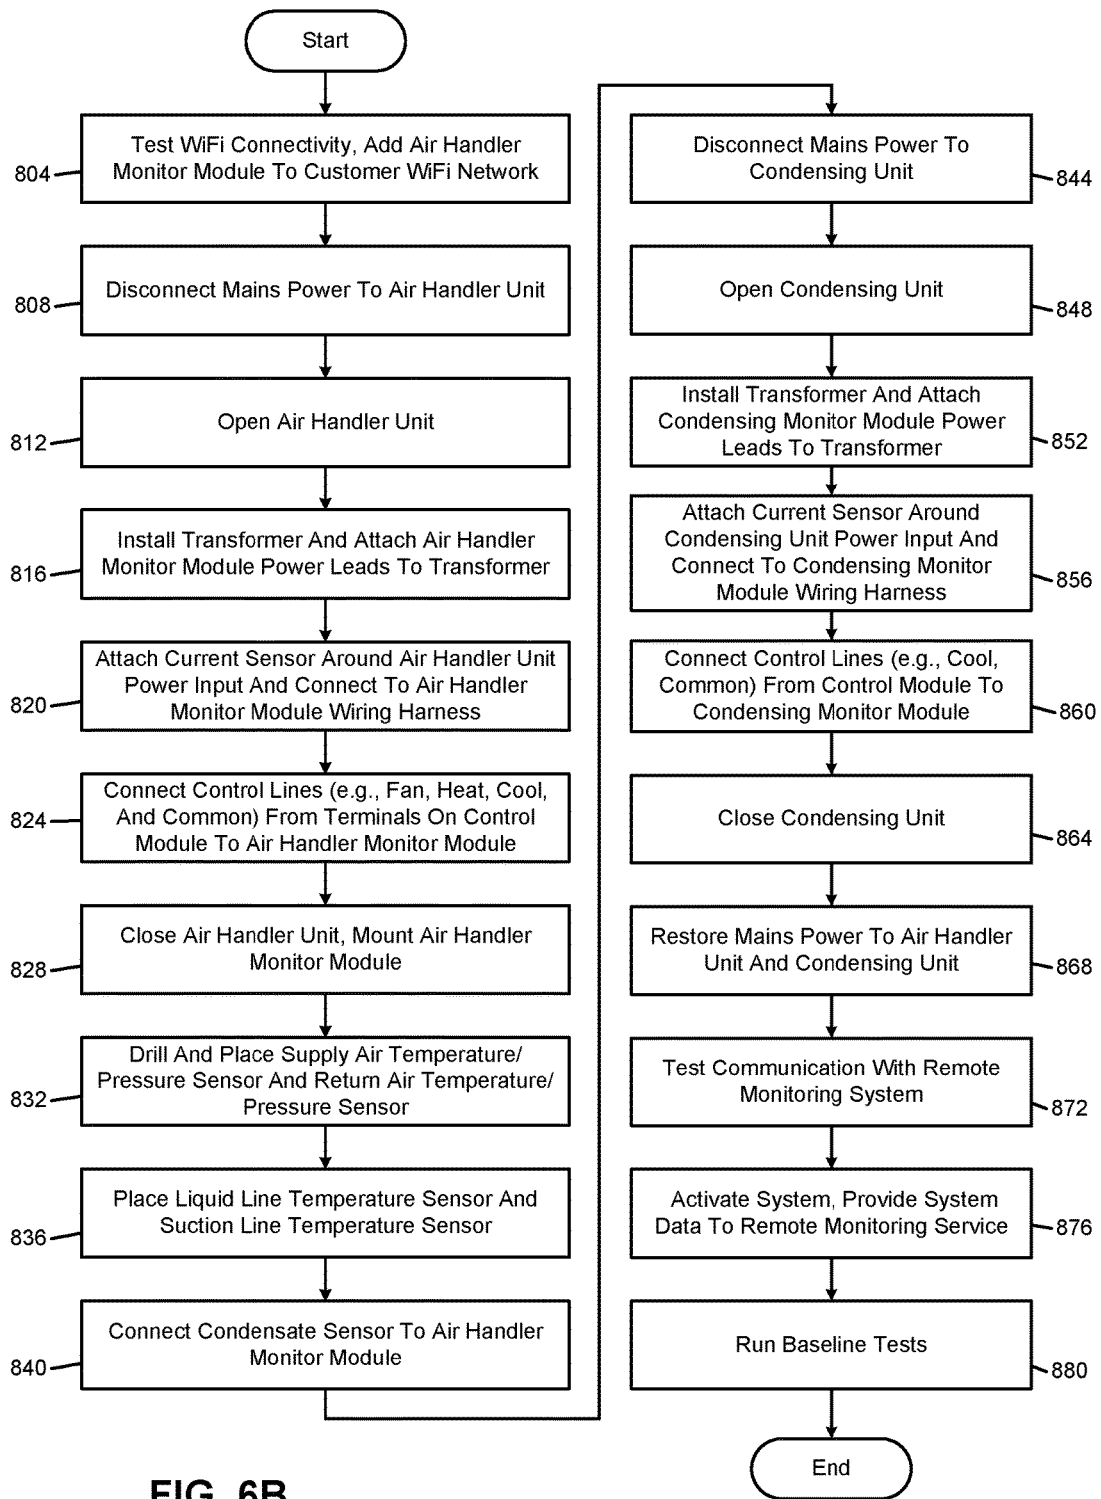 Start
Test WiFi Connectivity, Add Air Handler
Monitor Module To Customer WiFi Network
804
Disconnect Mains Power To Air Handler Unit
808
Open Air Handler Unit
812
Install Transformer And Attach Air Handler
Monitor Module Power Leads To Transformer
816
Attach Current Sensor Around Air Handler Unit
Power Input And Connect To Air Handler
Monitor Module Wiring Harness
820
Connect Control Lines (e.g., Fan, Heat, Cool,
And Common) From Terminals On Control
Module To Air Handler Monitor Module
824
Close Air Handler Unit, Mount Air Handler
Monitor Module
828
Drill And Place Supply Air Temperature/
Pressure Sensor And Return Air Temperature/
Pressure Sensor
832
Place Liquid Line Temperature Sensor And
Suction Line Temperature Sensor
836
Connect Condensate Sensor To Air Handler
Monitor Module
840
Disconnect Mains Power To
Condensing Unit
844
Open Condensing Unit
848
Install Transformer And Attach
Condensing Monitor Module Power
Leads To Transformer
852
Attach Current Sensor Around
Condensing Unit Power Input And
Connect To Condensing Monitor
Module Wiring Harness
856
Connect Control Lines (e.g., Cool,
Common) From Control Module To
Condensing Monitor Module
860
Close Condensing Unit
864
Restore Mains Power To Air Handler
Unit And Condensing Unit
868
Test Communication With Remote
Monitoring System
872
Activate System, Provide System
Data To Remote Monitoring Service
876
Run Baseline Tests
880
End
FIG. 6B